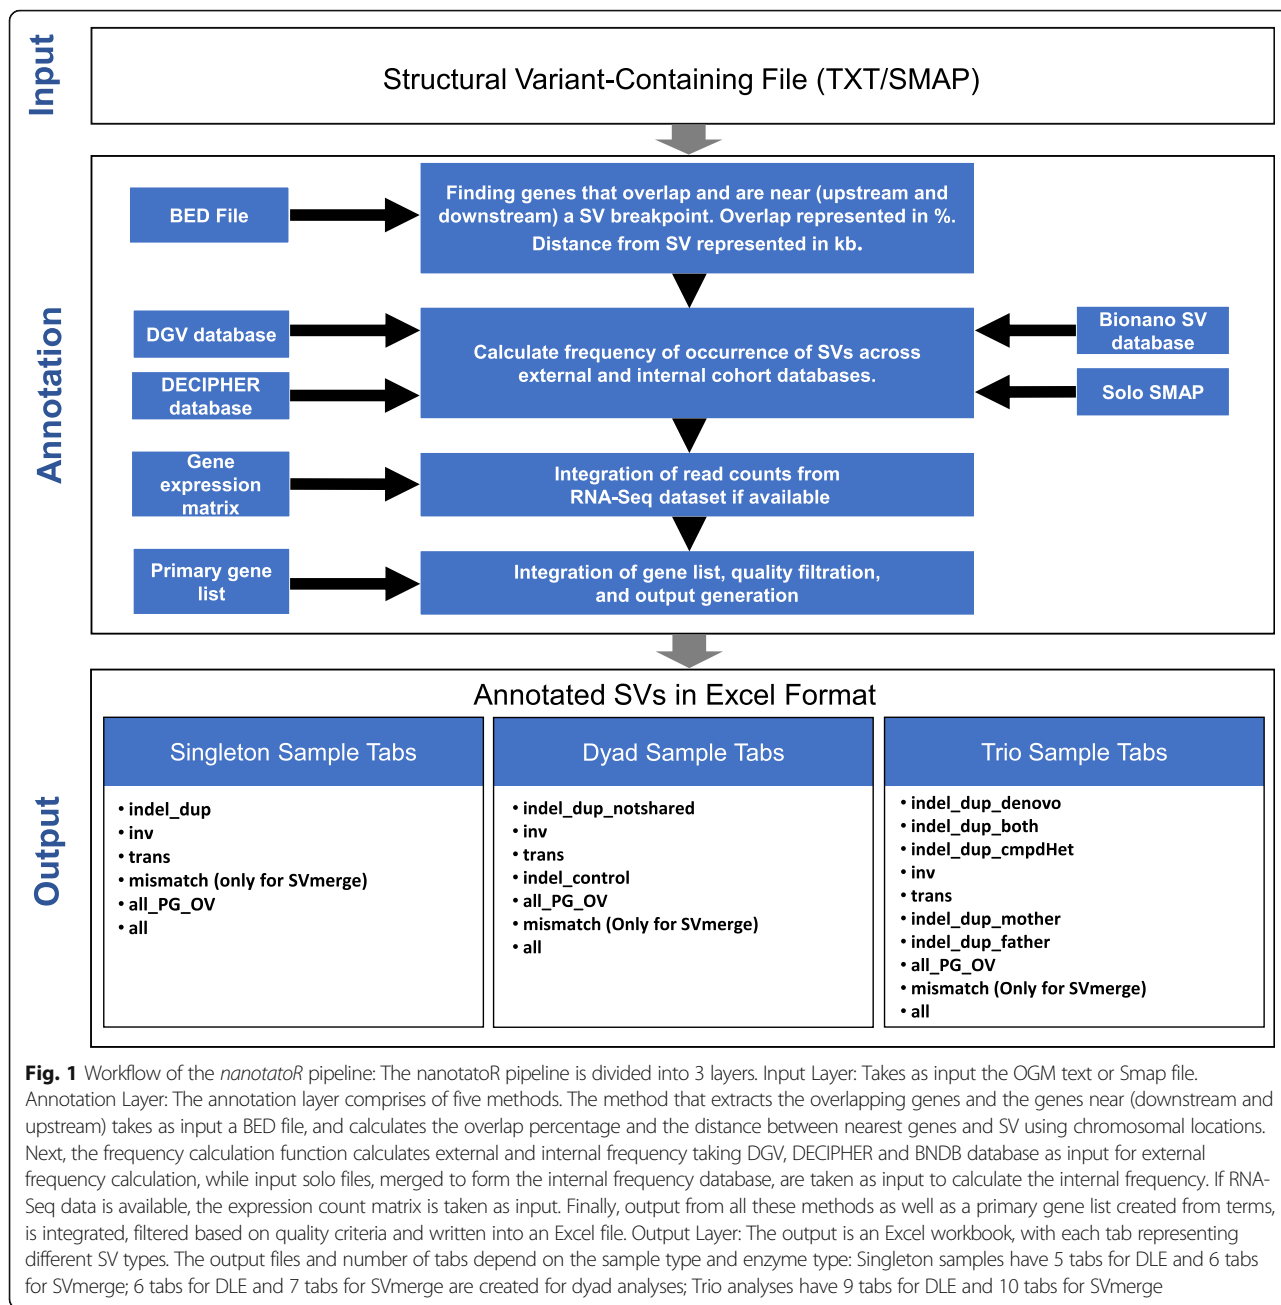 Input
Structural Variant-Containing File (TXT/SMAP)
Annotation
BED File
Finding genes that overlap and are near (upstream and
downstream) a SV breakpoint. Overlap represented in %.
Distance from SV represented in kb.
DGV database
DECIPHER
database
Calculate frequency of occurrence of SVs across
external and internal cohort databases.
Bionano SV
database
Solo SMAP
Gene
expression
matrix
Integration of read counts from
RNA-Seq dataset if available
Primary gene
list
Integration of gene list, quality filtration,
and output generation
Output
Annotated SVs in Excel Format
Singleton Sample Tabs
• indel_dup
• inv
• trans
• mismatch (only for SVmerge)
• all_PG_OV
• all
Dyad Sample Tabs
• indel_dup_notshared
• inv
• trans
• indel_control
• all_PG_OV
• mismatch (Only for SVmerge)
• all
Trio Sample Tabs
• indel_dup_denovo
• indel_dup_both
• indel_dup_cmpdHet
• inv
• trans
• indel_dup_mother
• indel_dup_father
• all_PG_OV
• mismatch (Only for SVmerge)
• all
Fig. 1 Workflow of the nanotatoR pipeline: The nanotatoR pipeline is divided into 3 layers. Input Layer: Takes as input the OGM text or Smap file.
Annotation Layer: The annotation layer comprises of five methods. The method that extracts the overlapping genes and the genes near (downstream and
upstream) takes as input a BED file, and calculates the overlap percentage and the distance between nearest genes and SV using chromosomal locations.
Next, the frequency calculation function calculates external and internal frequency taking DGV, DECIPHER and BNDB database as input for external
frequency calculation, while input solo files, merged to form the internal frequency database, are taken as input to calculate the internal frequency. If RNA-
Seq data is available, the expression count matrix is taken as input. Finally, output from all these methods as well as a primary gene list created from terms,
is integrated, filtered based on quality criteria and written into an Excel file. Output Layer: The output is an Excel workbook, with each tab representing
different SV types. The output files and number of tabs depend on the sample type and enzyme type: Singleton samples have 5 tabs for DLE and 6 tabs
for SVmerge; 6 tabs for DLE and 7 tabs for SVmerge are created for dyad analyses; Trio analyses have 9 tabs for DLE and 10 tabs for SVmerge